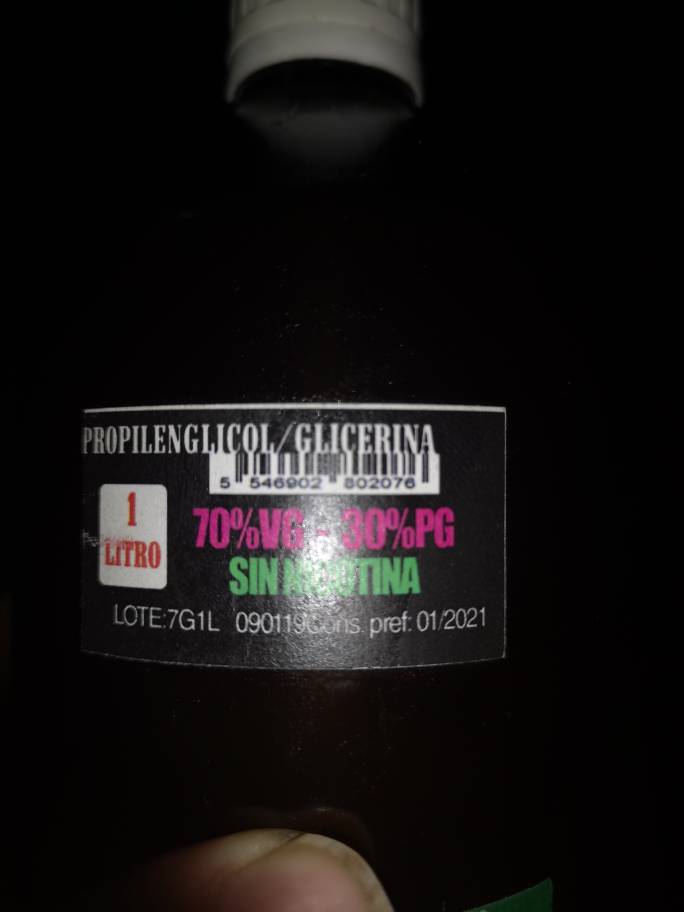 PROPILENGLICOL/GLICERINA
5 546902 802076
1
LITRO
70%VG - 30%PG
SIN NICOTINA
LOTE:7G1L 090119 Cons. pref: 01/2021